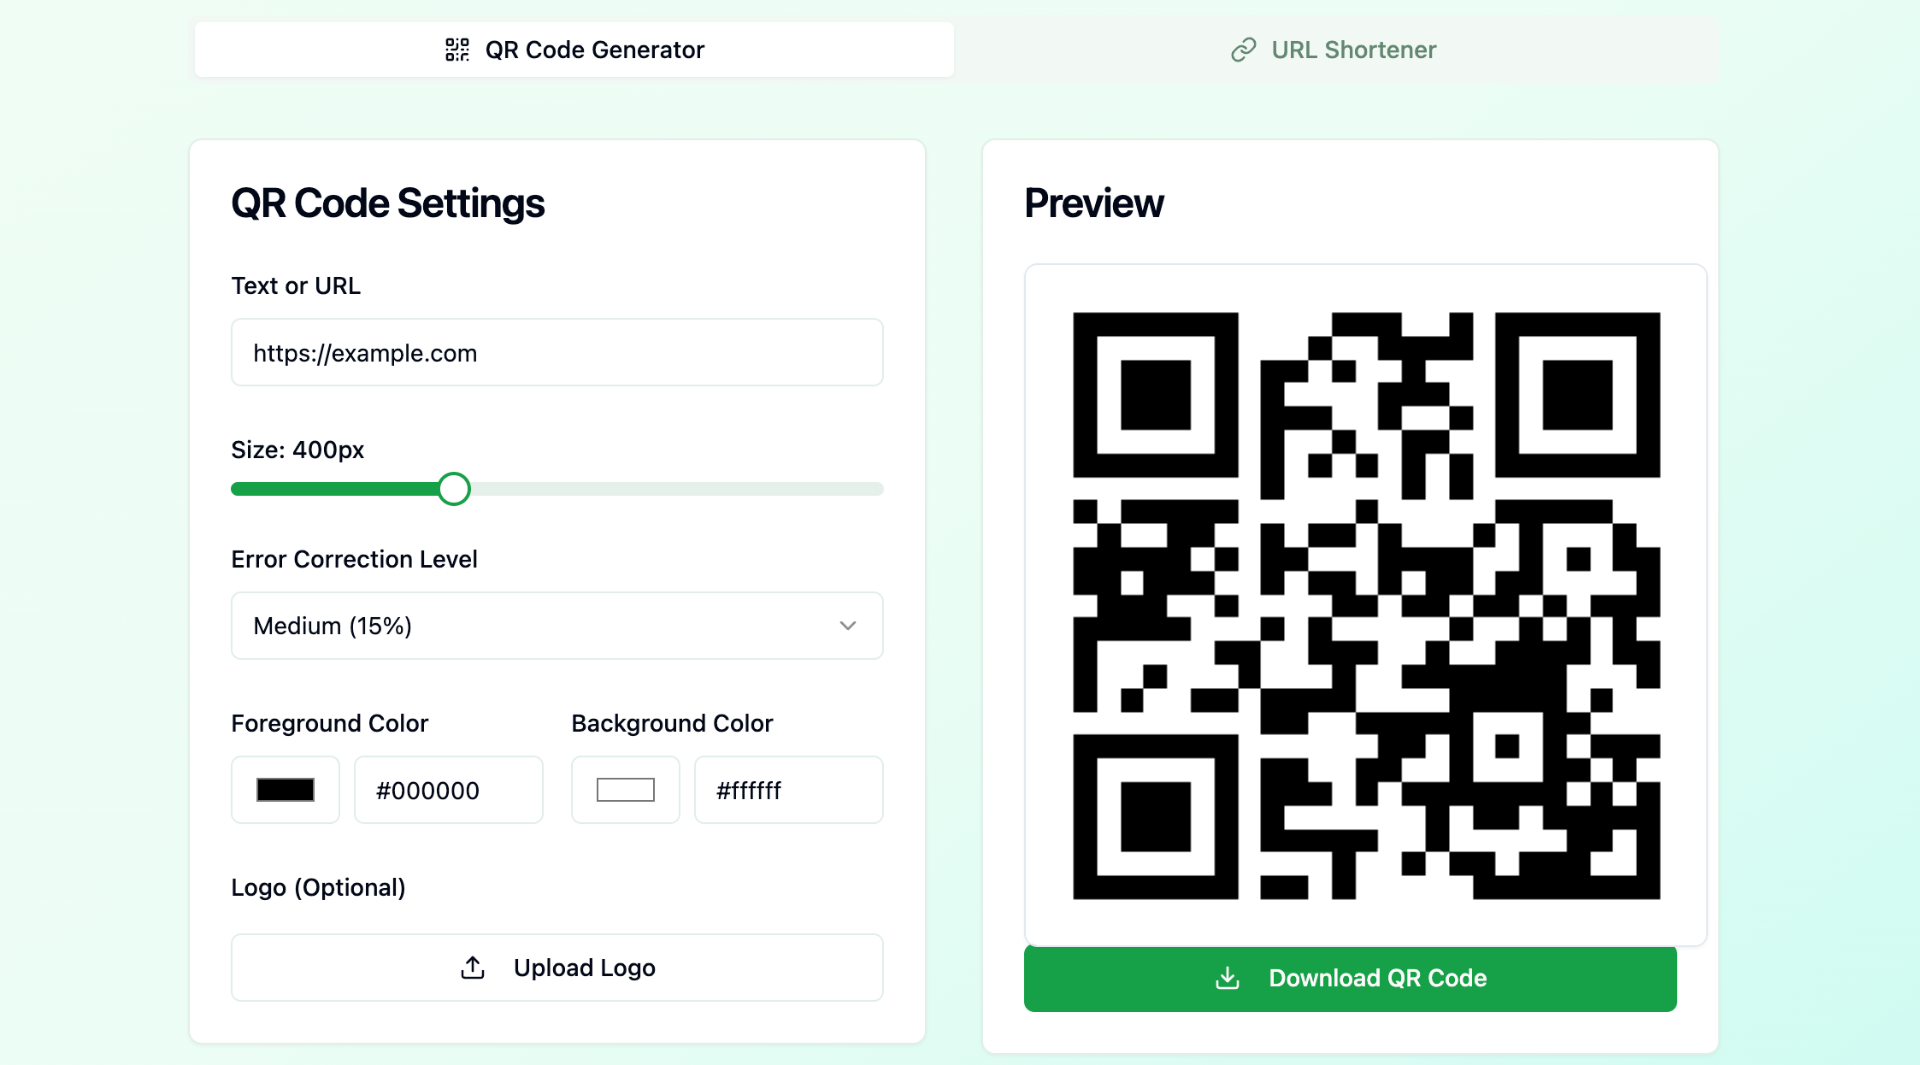 QR Code Generator
URL Shortener
QR Code Settings
Text or URL
https://example.com
Size: 400px
Error Correction Level
Medium (15%)
Foreground Color
Background Color
#000000
#ffffff
Logo (Optional)
Upload Logo
Preview
Download QR Code